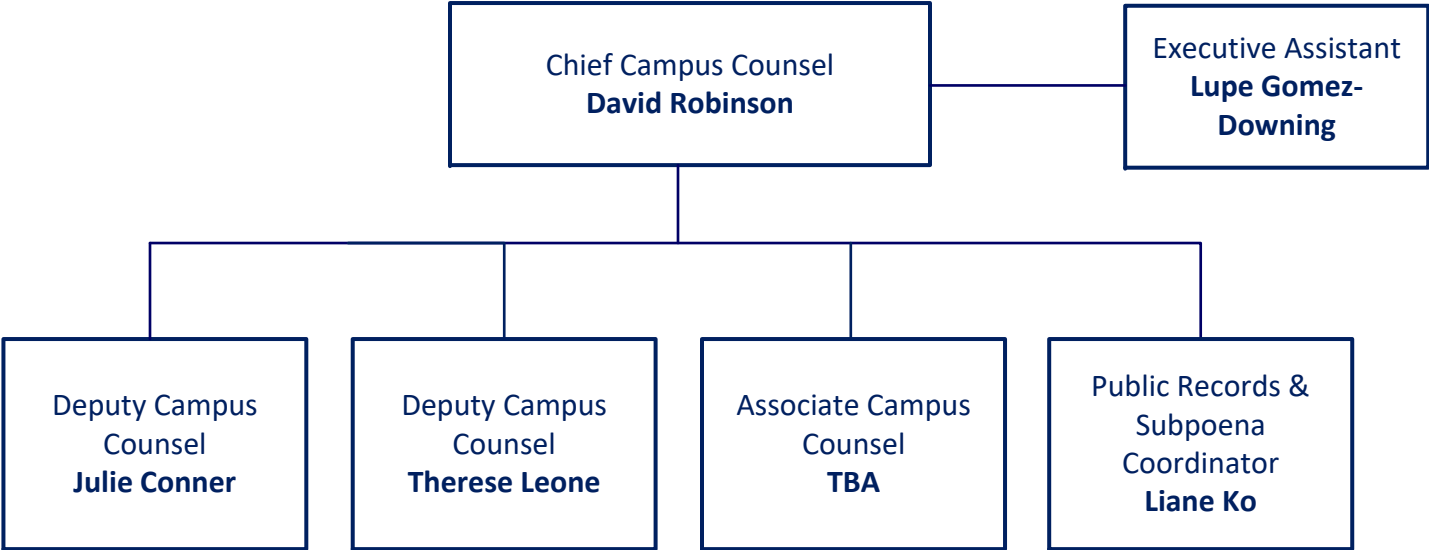 Chief Campus Counsel
David Robinson
Executive Assistant
Lupe Gomez-
Downing
Deputy Campus
Counsel
Julie Conner
Deputy Campus
Counsel
Therese Leone
Associate Campus
Counsel
TBA
Public Records &
Subpoena
Coordinator
Liane Ko